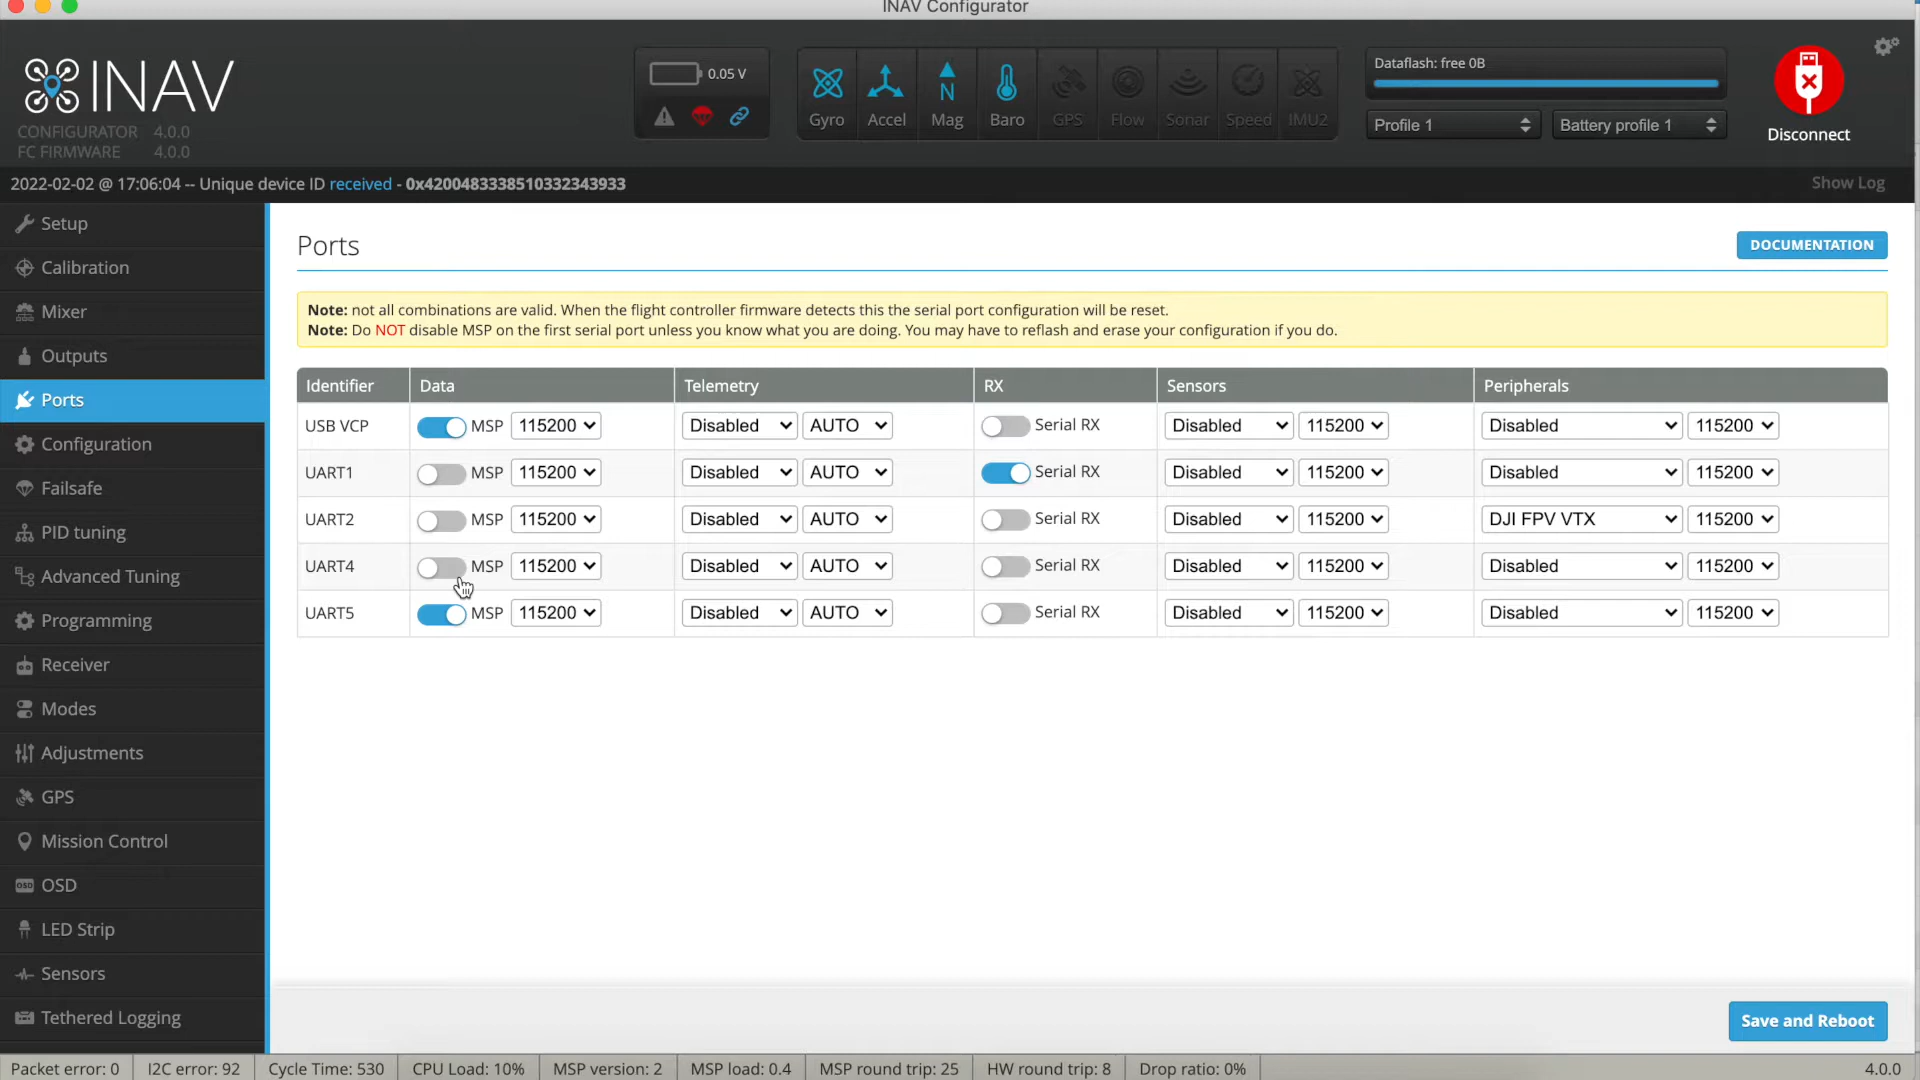 INAV Configurator
INAV
CONFIGURATOR 4.0.0
FC FIRMWARE 4.0.0
0.05 V
Gyro Accel Mag Baro GPS Flow Sonar Speed IMU2
Dataflash: free 0B
Profile 1 Battery profile 1
Disconnect
2022-02-02 @ 17:06:04 -- Unique device ID received - 0x4200483338510332343933
Show Log
Setup
Calibration
Mixer
Outputs
Ports
Configuration
Failsafe
PID tuning
Advanced Tuning
Programming
Receiver
Modes
Adjustments
GPS
Mission Control
OSD
LED Strip
Sensors
Tethered Logging
Ports
DOCUMENTATION
Note: not all combinations are valid. When the flight controller firmware detects this the serial port configuration will be reset.
Note: Do NOT disable MSP on the first serial port unless you know what you are doing. You may have to reflash and erase your configuration if you do.
Identifier Data Telemetry RX Sensors Peripherals
USB VCP MSP 115200 Disabled AUTO Serial RX Disabled 115200 Disabled 115200
UART1 MSP 115200 Disabled AUTO Serial RX Disabled 115200 Disabled 115200
UART2 MSP 115200 Disabled AUTO Serial RX Disabled 115200 DJI FPV VTX 115200
UART4 MSP 115200 Disabled AUTO Serial RX Disabled 115200 Disabled 115200
UART5 MSP 115200 Disabled AUTO Serial RX Disabled 115200 Disabled 115200
Save and Reboot
Packet error: 0 I2C error: 92 Cycle Time: 530 CPU Load: 10% MSP version: 2 MSP load: 0.4 MSP round trip: 25 HW round trip: 8 Drop ratio: 0% 4.0.0